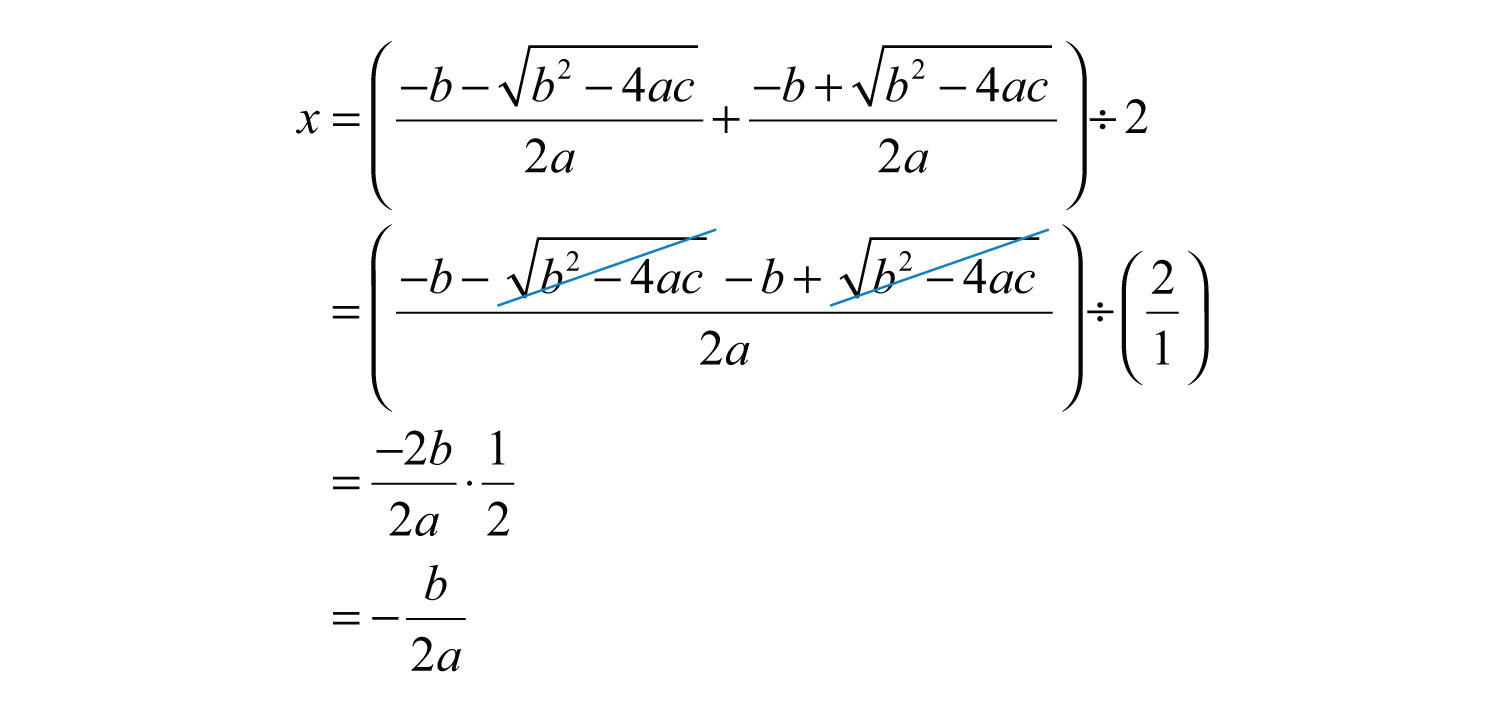 x = ( (−b − √(b² − 4ac))/(2a) + (−b + √(b² − 4ac))/(2a) ) ÷ 2
= ( (−b − √(b² − 4ac) − b + √(b² − 4ac))/(2a) ) ÷ (2/1)
= (−2b)/(2a) · 1/2
= − b/(2a)